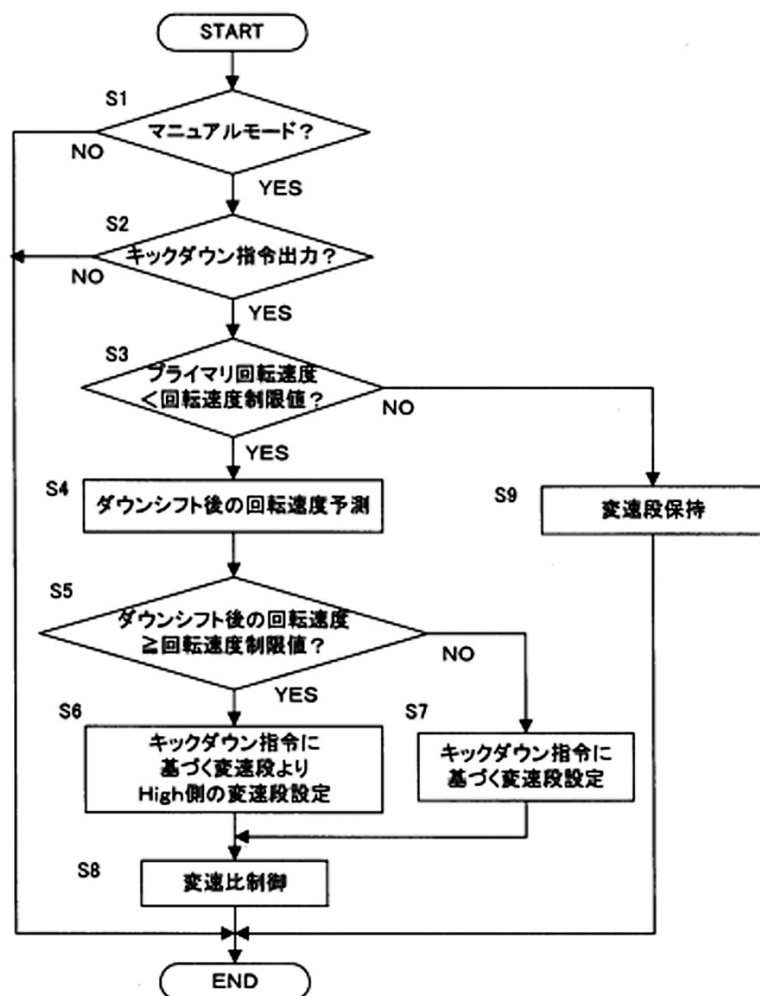 START
S1
マニュアルモード?
NO
YES
S2
キックダウン指令出力?
NO
YES
S3
プライマリ回転速度
<回転速度制限値?
NO
YES
S4
ダウンシフト後の回転速度予測
S9
変速段保持
S5
ダウンシフト後の回転速度
≧回転速度制限値?
NO
YES
S6
キックダウン指令に
基づく変速段より
High側の変速段設定
S7
キックダウン指令に
基づく変速段設定
S8
変速比制御
END